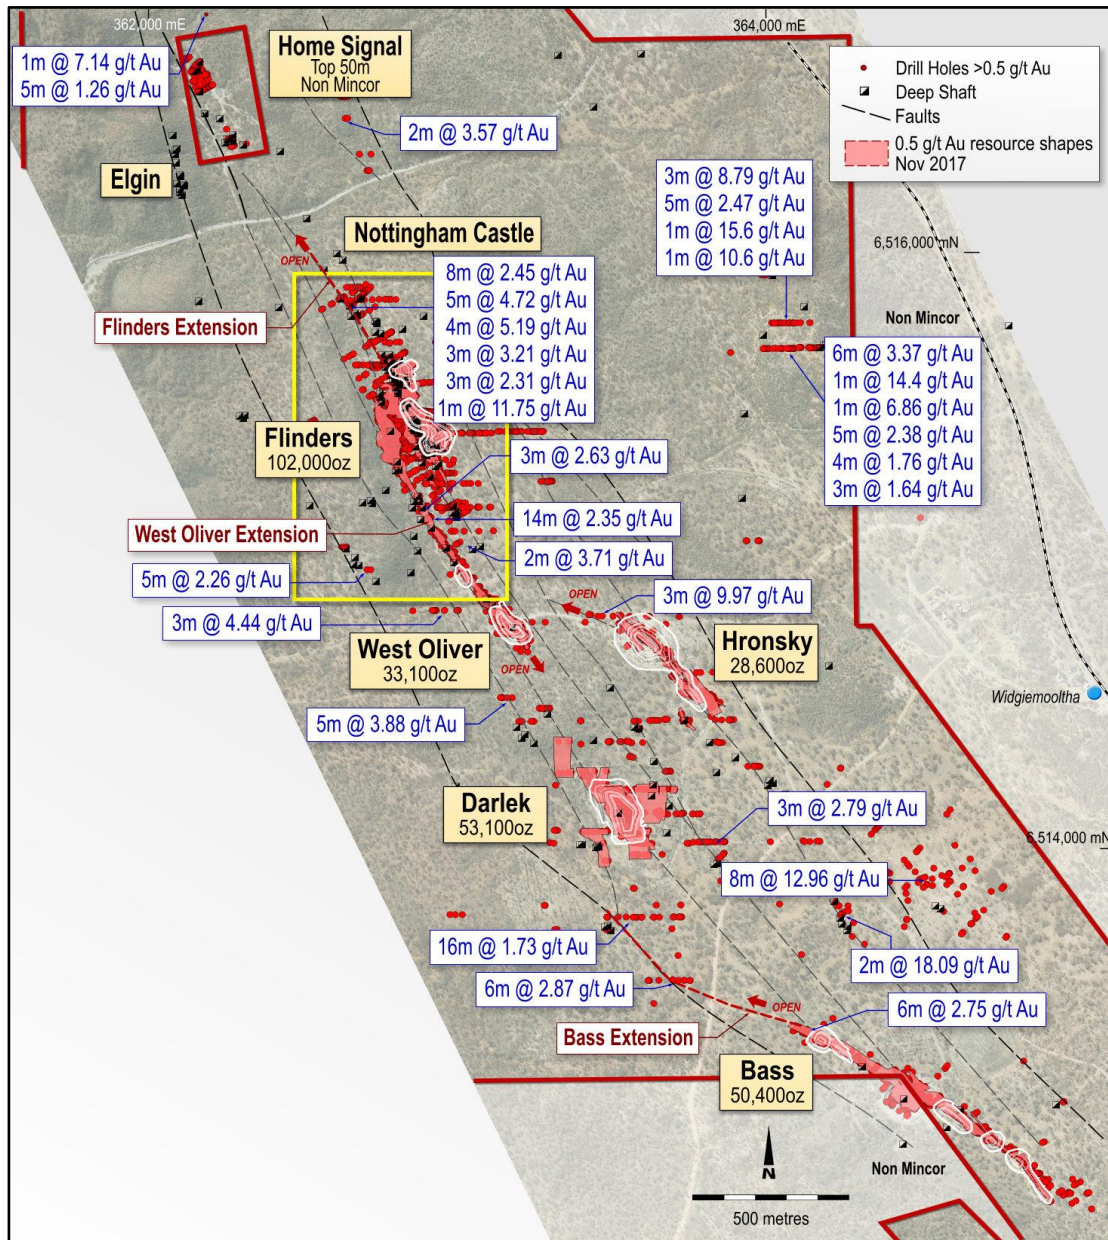 362,000 mE
364,000 mE
1m @ 7.14 g/t Au
5m @ 1.26 g/t Au
Home Signal
Top 50m
Non Mincor
Drill Holes >0.5 g/t Au
Deep Shaft
Faults
0.5 g/t Au resource shapes
Nov 2017
2m @ 3.57 g/t Au
Elgin
3m @ 8.79 g/t Au
5m @ 2.47 g/t Au
1m @ 15.6 g/t Au
1m @ 10.6 g/t Au
Nottingham Castle
6,516,000 mN
OPEN
8m @ 2.45 g/t Au
5m @ 4.72 g/t Au
4m @ 5.19 g/t Au
3m @ 3.21 g/t Au
3m @ 2.31 g/t Au
1m @ 11.75 g/t Au
Flinders Extension
Non Mincor
6m @ 3.37 g/t Au
1m @ 14.4 g/t Au
1m @ 6.86 g/t Au
5m @ 2.38 g/t Au
4m @ 1.76 g/t Au
3m @ 1.64 g/t Au
Flinders
102,000oz
3m @ 2.63 g/t Au
West Oliver Extension
14m @ 2.35 g/t Au
2m @ 3.71 g/t Au
5m @ 2.26 g/t Au
3m @ 9.97 g/t Au
OPEN
3m @ 4.44 g/t Au
West Oliver
33,100oz
Hronsky
28,600oz
OPEN
Widgiemooltha
5m @ 3.88 g/t Au
Darlek
53,100oz
3m @ 2.79 g/t Au
6,514,000 mN
8m @ 12.96 g/t Au
16m @ 1.73 g/t Au
2m @ 18.09 g/t Au
6m @ 2.87 g/t Au
OPEN
6m @ 2.75 g/t Au
Bass Extension
Bass
50,400oz
N
Non Mincor
500 metres